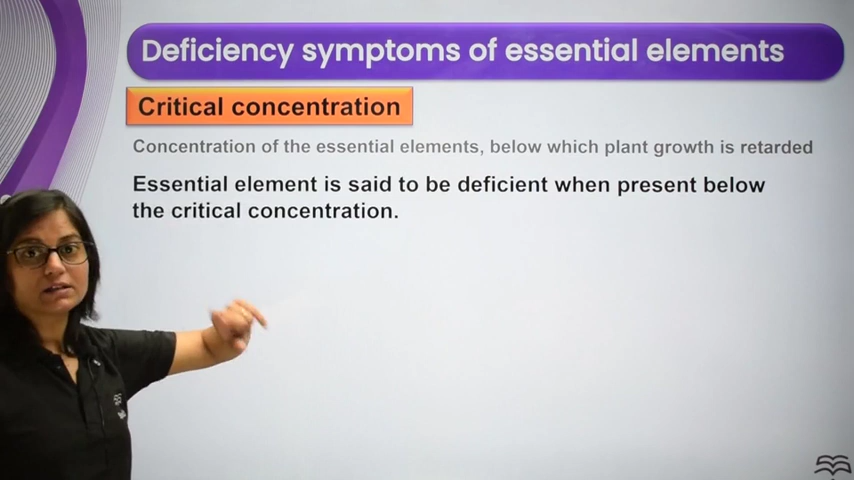 Deficiency symptoms of essential elements
Critical concentration
Concentration of the essential elements, below which plant growth is retarded
Essential element is said to be deficient when present below
the critical concentration.